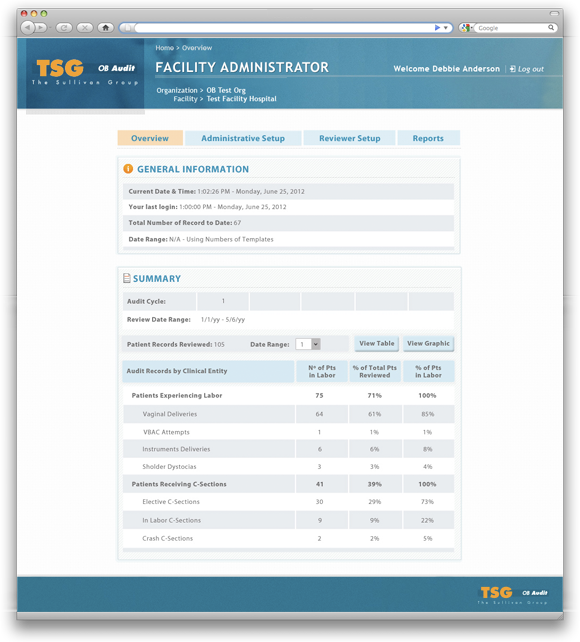 Google
TSG OB Audit
The Sullivan Group
Home > Overview
FACILITY ADMINISTRATOR
Welcome Debbie Anderson Log out
Organization > OB Test Org
Facility > Test Facility Hospital
Overview Administrative Setup Reviewer Setup Reports
GENERAL INFORMATION
Current Date & Time: 1:02:26 PM - Monday, June 25, 2012
Your last login: 1:00:00 PM - Monday, June 25, 2012
Total Number of Record to Date: 67
Date Range: N/A - Using Numbers of Templates
SUMMARY
Audit Cycle: 1
Review Date Range: 1/1/yy - 5/6/yy
Patient Records Reviewed: 105 Date Range: 1 View Table View Graphic
Audit Records by Clinical Entity Nº of Pts in Labor % of Total Pts Reviewed % of Pts in Labor
Patients Experiencing Labor 75 71% 100%
Vaginal Deliveries 64 61% 85%
VBAC Attempts 1 1% 1%
Instruments Deliveries 6 6% 8%
Sholder Dystocias 3 3% 4%
Patients Receiving C-Sections 41 39% 100%
Elective C-Sections 30 29% 73%
In Labor C-Sections 9 9% 22%
Crash C-Sections 2 2% 5%
TSG OB Audit
The Sullivan Group